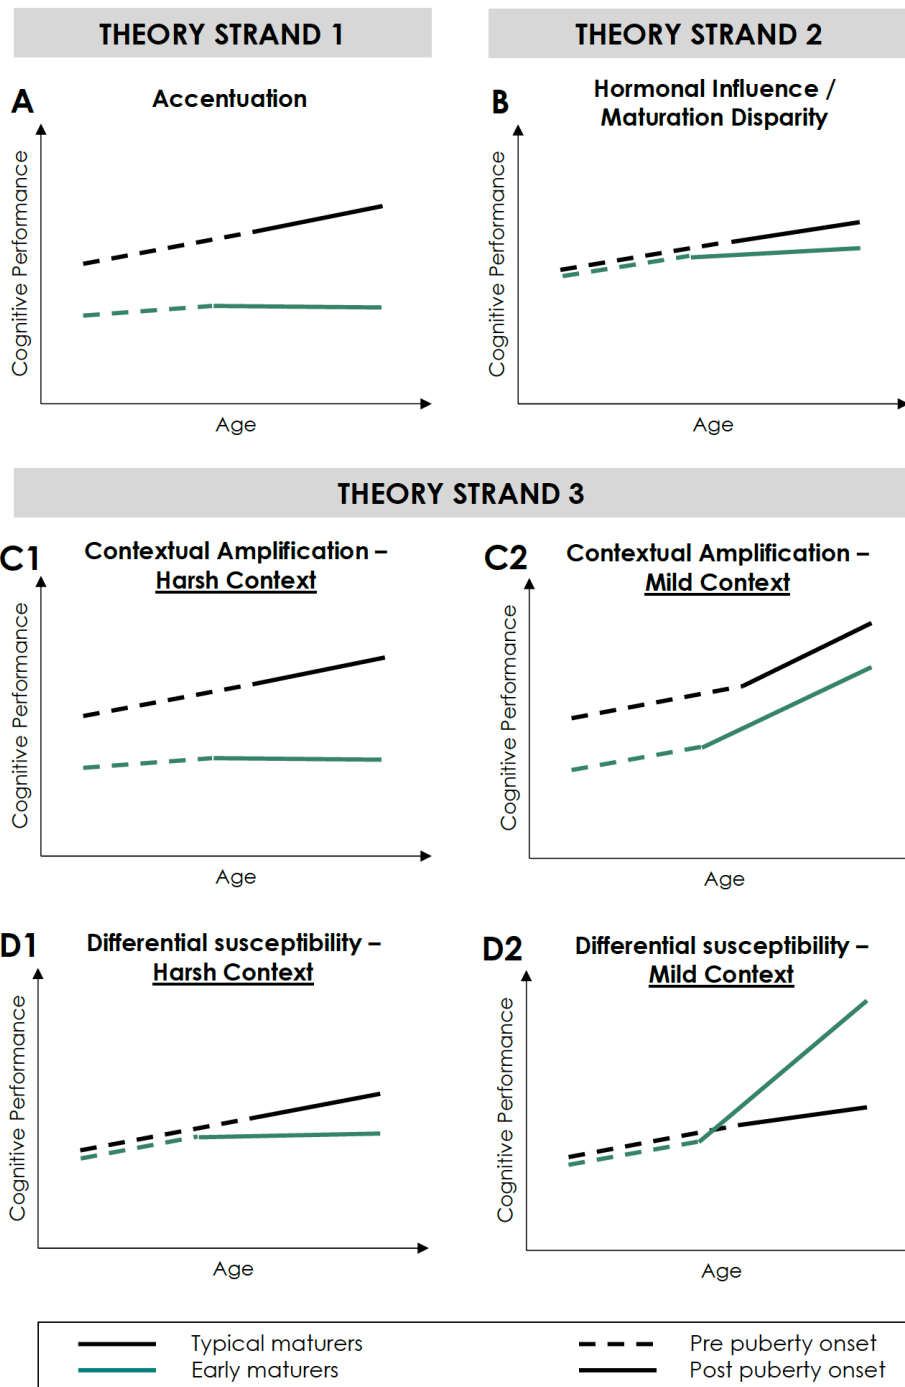 THEORY STRAND 1
THEORY STRAND 2
A
Accentuation
Cognitive Performance
Age
B
Hormonal Influence /
Maturation Disparity
Cognitive Performance
Age
THEORY STRAND 3
C1
Contextual Amplification –
Harsh Context
Cognitive Performance
Age
C2
Contextual Amplification –
Mild Context
Cognitive Performance
Age
D1
Differential susceptibility –
Harsh Context
Cognitive Performance
Age
D2
Differential susceptibility –
Mild Context
Cognitive Performance
Age
Typical maturers
Early maturers
Pre puberty onset
Post puberty onset